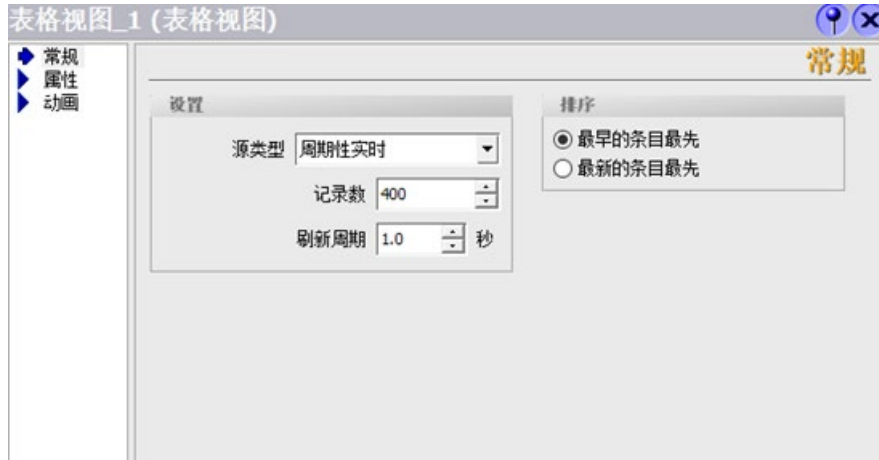 表格视图_1 (表格视图)
常规
属性
动画
常规
设置
源类型 周期性实时
记录数 400
刷新周期 1.0 秒
排序
最早的条目最先
最新的条目最先